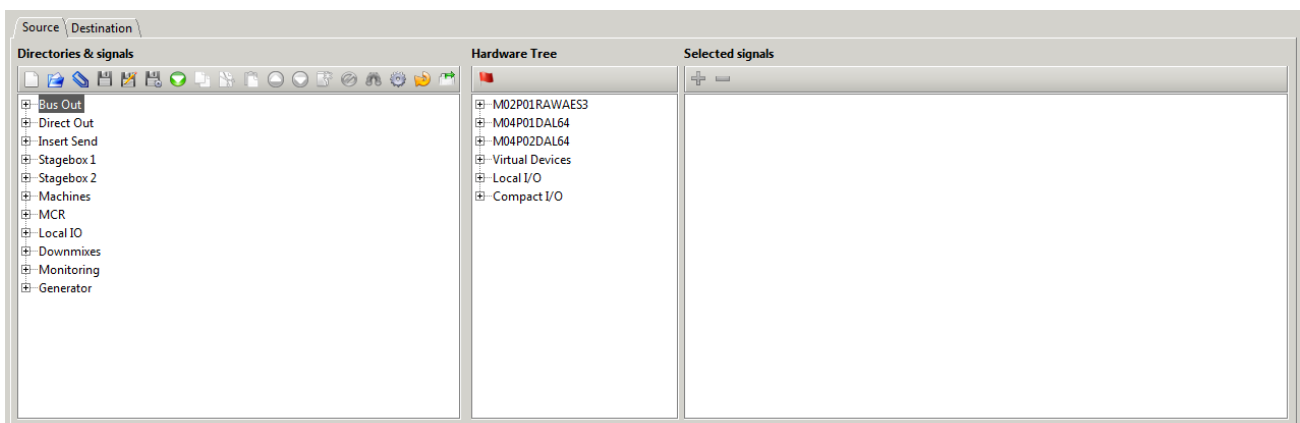 Source Destination
Directories & signals
Bus Out
Direct Out
Insert Send
Stagebox 1
Stagebox 2
Machines
MCR
Local IO
Downmixes
Monitoring
Generator
Hardware Tree
M02P01RAWAES3
M04P01DAL64
M04P02DAL64
Virtual Devices
Local I/O
Compact I/O
Selected signals